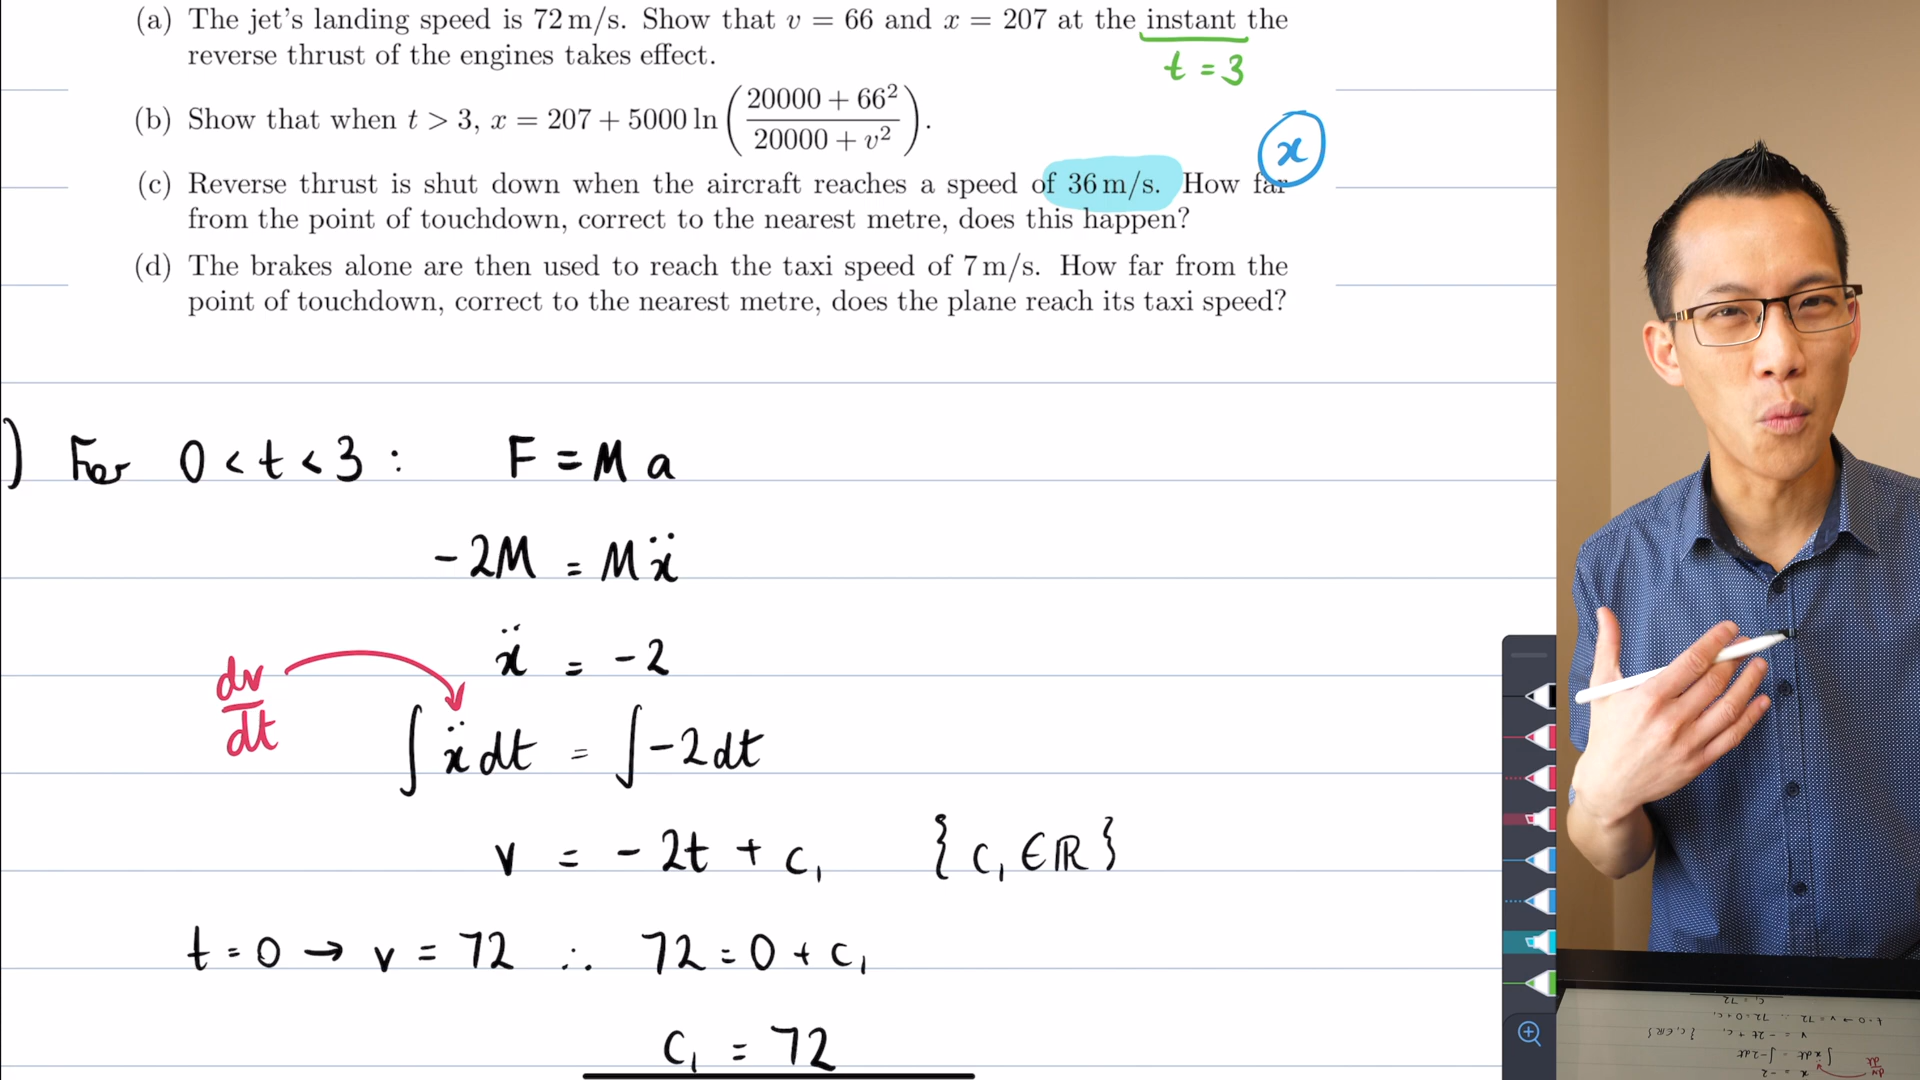 (a) The jet's landing speed is 72 m/s. Show that v = 66 and x = 207 at the instant the
reverse thrust of the engines takes effect.
t = 3
(b) Show that when t > 3, x = 207 + 5000 ln ( (20000 + 66²) / (20000 + v²) ).
x
(c) Reverse thrust is shut down when the aircraft reaches a speed of 36 m/s. How far
from the point of touchdown, correct to the nearest metre, does this happen?
(d) The brakes alone are then used to reach the taxi speed of 7 m/s. How far from the
point of touchdown, correct to the nearest metre, does the plane reach its taxi speed?
) For 0 < t < 3 : F = M a
-2M = Mẍ
ẍ = -2
dv/dt
∫ ẍ dt = ∫ -2 dt
v = -2t + C₁ { C₁ ∈ ℝ }
t = 0 → v = 72 ∴ 72 = 0 + C₁
C₁ = 72